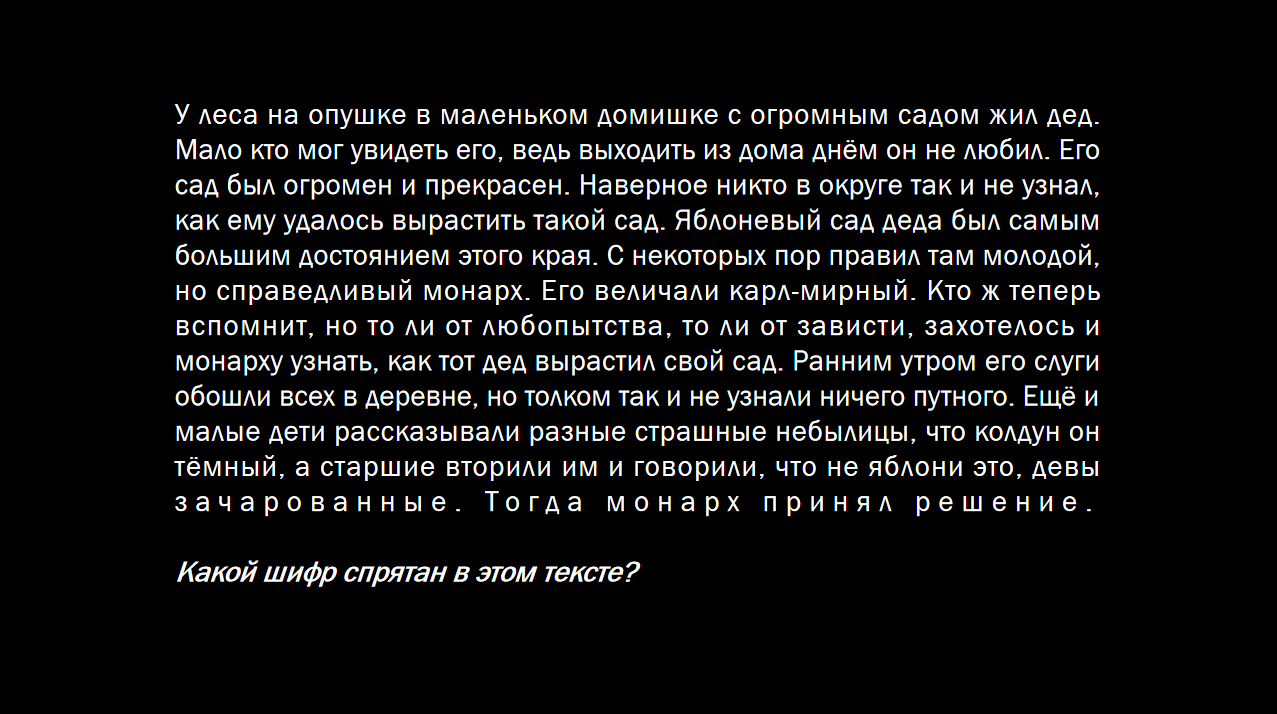 У леса на опушке в маленьком домишке с огромным садом жил дед.
Мало кто мог увидеть его, ведь выходить из дома днём он не любил. Его
сад был огромен и прекрасен. Наверное никто в округе так и не узнал,
как ему удалось вырастить такой сад. Яблоневый сад деда был самым
большим достоянием этого края. С некоторых пор правил там молодой,
но справедливый монарх. Его величали карл-мирный. Кто ж теперь
вспомнит, но то ли от любопытства, то ли от зависти, захотелось и
монарху узнать, как тот дед вырастил свой сад. Ранним утром его слуги
обошли всех в деревне, но толком так и не узнали ничего путного. Ещё и
малые дети рассказывали разные страшные небылицы, что колдун он
тёмный, а старшие вторили им и говорили, что не яблони это, девы
зачарованные. Тогда монарх принял решение.
Какой шифр спрятан в этом тексте?